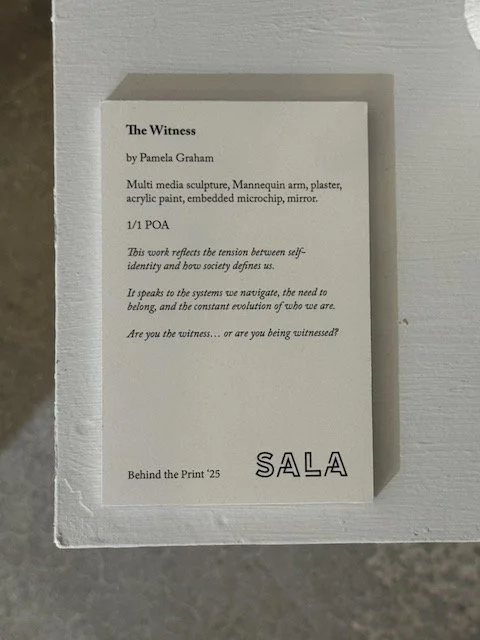 The Witness
by Pamela Graham
Multi media sculpture, Mannequin arm, plaster,
acrylic paint, embedded microchip, mirror.
1/1 POA
This work reflects the tension between self-
identity and how society defines us.
It speaks to the systems we navigate, the need to
belong, and the constant evolution of who we are.
Are you the witness... or are you being witnessed?
Behind the Print ‘25
SALA